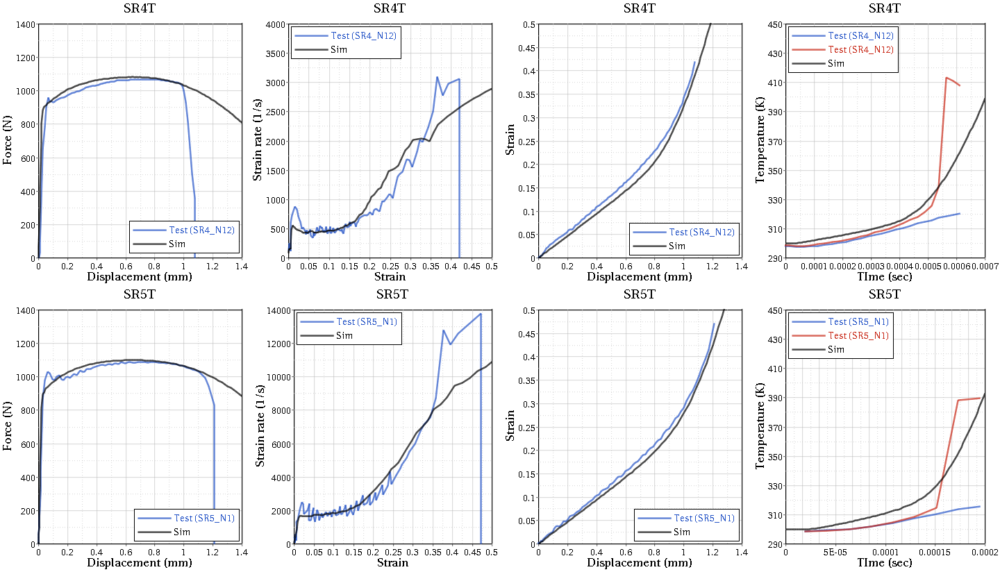 SR4T
1400
1200
1000
800
600
400
200
0
Force (N)
Test (SR4_N12)
Sim
0 0.2 0.4 0.6 0.8 1 1.2 1.4
Displacement (mm)
SR4T
4000
3500
3000
2500
2000
1500
1000
500
0
Strain rate (1/s)
Test (SR4_N12)
Sim
0 0.05 0.1 0.15 0.2 0.25 0.3 0.35 0.4 0.45 0.5
Strain
SR4T
0.5
0.45
0.4
0.35
0.3
0.25
0.2
0.15
0.1
0.05
0
Strain
Test (SR4_N12)
Sim
0 0.2 0.4 0.6 0.8 1 1.2 1.4
Displacement (mm)
SR4T
450
430
410
390
370
350
330
310
290
Temperature (K)
Test (SR4_N12)
Test (SR4_N12)
Sim
0 0.0001 0.0002 0.0003 0.0004 0.0005 0.0006 0.0007
TIme (sec)
SR5T
1400
1200
1000
800
600
400
200
0
Force (N)
Test (SR5_N1)
Sim
0 0.2 0.4 0.6 0.8 1 1.2 1.4
Displacement (mm)
SR5T
14000
12000
10000
8000
6000
4000
2000
0
Strain rate (1/s)
Test (SR5_N1)
Sim
0 0.05 0.1 0.15 0.2 0.25 0.3 0.35 0.4 0.45 0.5
Strain
SR5T
0.5
0.45
0.4
0.35
0.3
0.25
0.2
0.15
0.1
0.05
0
Strain
Test (SR5_N1)
Sim
0 0.2 0.4 0.6 0.8 1 1.2 1.4
Displacement (mm)
SR5T
450
430
410
390
370
350
330
310
290
Temperature (K)
Test (SR5_N1)
Test (SR5_N1)
Sim
0 5E-05 0.0001 0.00015 0.0002
TIme (sec)